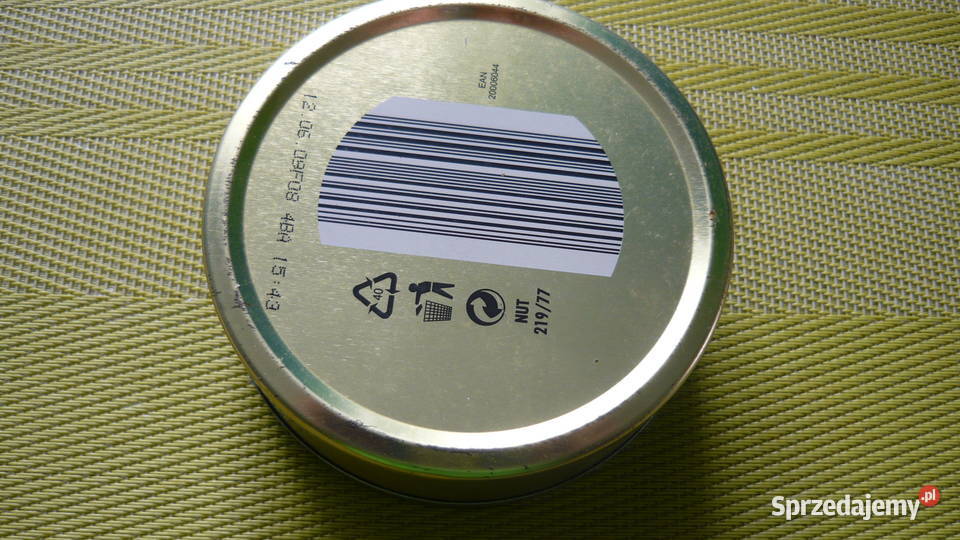 EAN
20006044
12.06.09F08 4BA 15:43
40
NUT
219/77
Sprzedajemy.pl